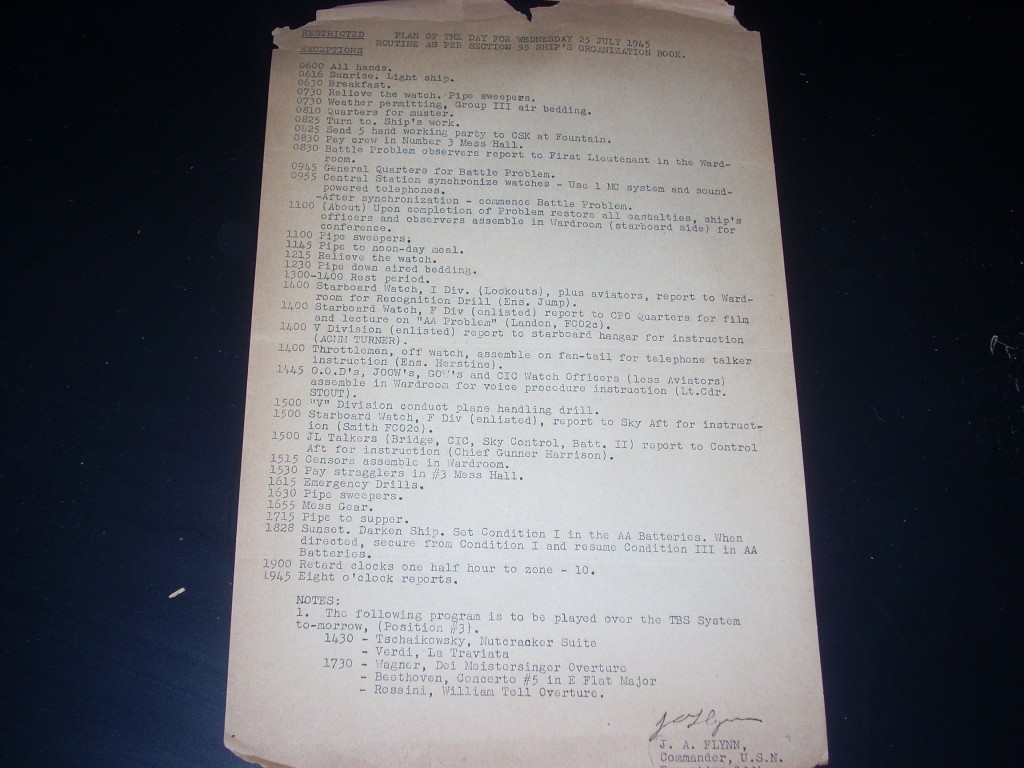 RESTRICTED PLAN OF THE DAY FOR WEDNESDAY 25 JULY 1945
ROUTINE AS PER SECTION 55 SHIP'S ORGANIZATION BOOK.
EXCEPTIONS
0600 All hands.
0616 Sunrise. Light ship.
0630 Breakfast.
0730 Relieve the watch. Pipe sweepers.
0730 Weather permitting, Group III air bedding.
0810 Quarters for muster.
0825 Turn to. Ship's work.
0825 Send 5 hand working party to CSK at Fountain.
0830 Pay crew in Number 3 Mess Hall.
0830 Battle Problem observers report to First Lieutenant in the Ward-
room.
0945 General Quarters for Battle Problem.
0955 Central Station synchronize watches - Use 1 MC system and sound-
powered telephones.
-After synchronization - commence Battle Problem.
1100 (About) Upon completion of Problem restore all casualties, ship's
officers and observers assemble in Wardroom (starboard side) for
conference.
1100 Pipe sweepers.
1145 Pipe to noon-day meal.
1215 Relieve the watch.
1230 Pipe down aired bedding.
1300-1400 Rest period.
1400 Starboard Watch, I Div. (Lookouts), plus aviators, report to Ward-
room for Recognition Drill (Ens. Jump).
1400 Starboard Watch, F Div (enlisted) report to CPO Quarters for film
and lecture on "AA Problem" (Landon, FCO2c).
1400 V Division (enlisted) report to starboard hangar for instruction
(ACMM TURNER).
1400 Throttlemen, off watch, assemble on fan-tail for telephone talker
instruction (Ens. Herstine).
1445 O.O.D's, JOOW's, GOU's and CIC Watch Officers (less Aviators)
assemble in Wardroom for voice procedure instruction (Lt.Cdr.
STOUT).
1500 "V" Division conduct plane handling drill.
1500 Starboard Watch, F Div (enlisted), report to Sky Aft for instruct-
ion (Smith FCO2c).
1500 JL Talkers (Bridge, CIC, Sky Control, Batt. II) report to Control
Aft for instruction (Chief Gunner Harrison).
1515 Censors assemble in Wardroom.
1530 Pay stragglers in #3 Mess Hall.
1615 Emergency Drills.
1630 Pipe sweepers.
1655 Mess Gear.
1715 Pipe to supper.
1828 Sunset. Darken Ship. Set Condition I in the AA Batteries. When
directed, secure from Condition I and resume Condition III in AA
Batteries.
1900 Retard clocks one half hour to zone - 10.
1945 Eight o'clock reports.
NOTES:
1. The following program is to be played over the TBS System
to-morrow, (Position #3).
1430 - Tschaikowsky, Nutcracker Suite
- Verdi, La Traviata
1730 - Wagner, Dei Meistersinger Overture
- Beethoven, Concerto #5 in E Flat Major
- Rossini, William Tell Overture.
J. A. FLYNN,
Commander, U.S.N.